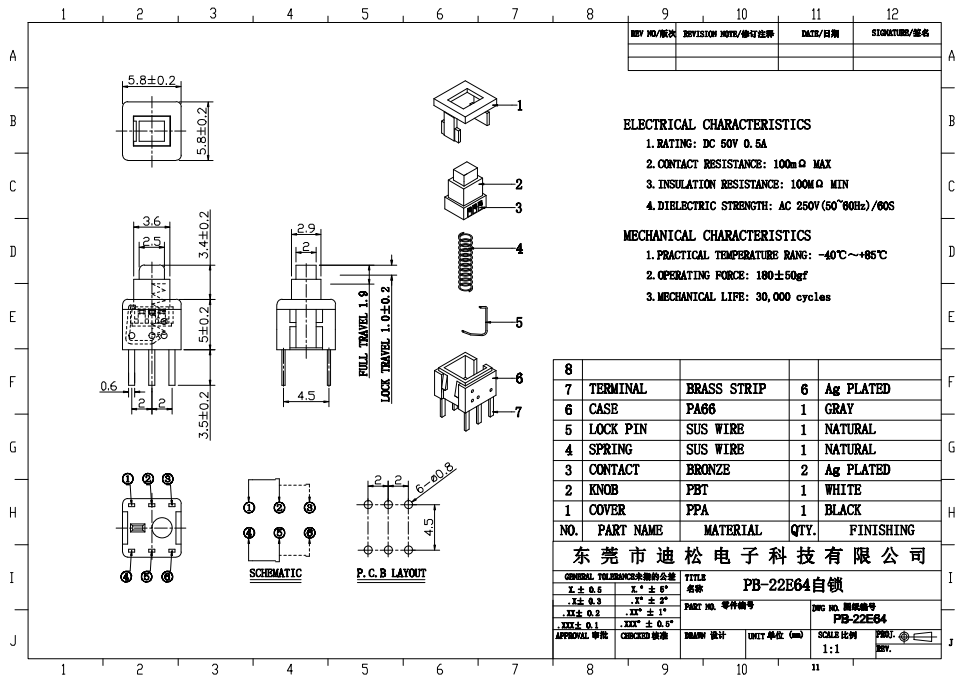 1 2 3 4 5 6 7 8 9 10 11 12
REV NO/版次 REVISION NOTE/修订注释 DATE/日期 SIGNATURE/签名
A A
B B
C C
D D
E E
F F
G G
H H
I I
J J
5.8±0.2
5.8±0.2
3.6
2.5
3.4±0.2
5±0.2
3.5±0.2
0.6
2 2
2.9
2
4.5
FULL TRAVEL 1.9
LOCK TRAVEL 1.0±0.2
1
2
3
4
5
6
7
ELECTRICAL CHARACTERISTICS
1. RATING: DC 50V 0.5A
2. CONTACT RESISTANCE: 100mΩ MAX
3. INSULATION RESISTANCE: 100MΩ MIN
4. DIELECTRIC STRENGTH: AC 250V(50~60Hz)/60S
MECHANICAL CHARACTERISTICS
1. PRACTICAL TEMPERATURE RANG: -40℃~+85℃
2. OPERATING FORCE: 180±50gf
3. MECHANICAL LIFE: 30,000 cycles
① ② ③
④ ⑤ ⑥
① ② ③
④ ⑤ ⑥
SCHEMATIC
2 2
6-ø0.8
4.5
P.C.B LAYOUT
8
7 TERMINAL BRASS STRIP 6 Ag PLATED
6 CASE PA66 1 GRAY
5 LOCK PIN SUS WIRE 1 NATURAL
4 SPRING SUS WIRE 1 NATURAL
3 CONTACT BRONZE 2 Ag PLATED
2 KNOB PBT 1 WHITE
1 COVER PPA 1 BLACK
NO. PART NAME MATERIAL QTY. FINISHING
东莞市迪松电子科技有限公司
GENERAL TOLERANCE未指的公差
X.± 0.5 X.° ± 5°
.X± 0.3 .X° ± 2°
.XX± 0.2 .XX° ± 1°
.XXX± 0.1 .XXX° ± 0.5°
TITLE 名称 PB-22E64自锁
PART NO. 零件编号
DWG NO. 图纸编号
PB-22E64
APPROVAL 审批 CHECKED 核准 DRAWN 设计 UNIT 单位 (mm) SCALE 比例 PROJ.
1:1 REV.
1 2 3 4 5 6 7 8 9 10 11 12